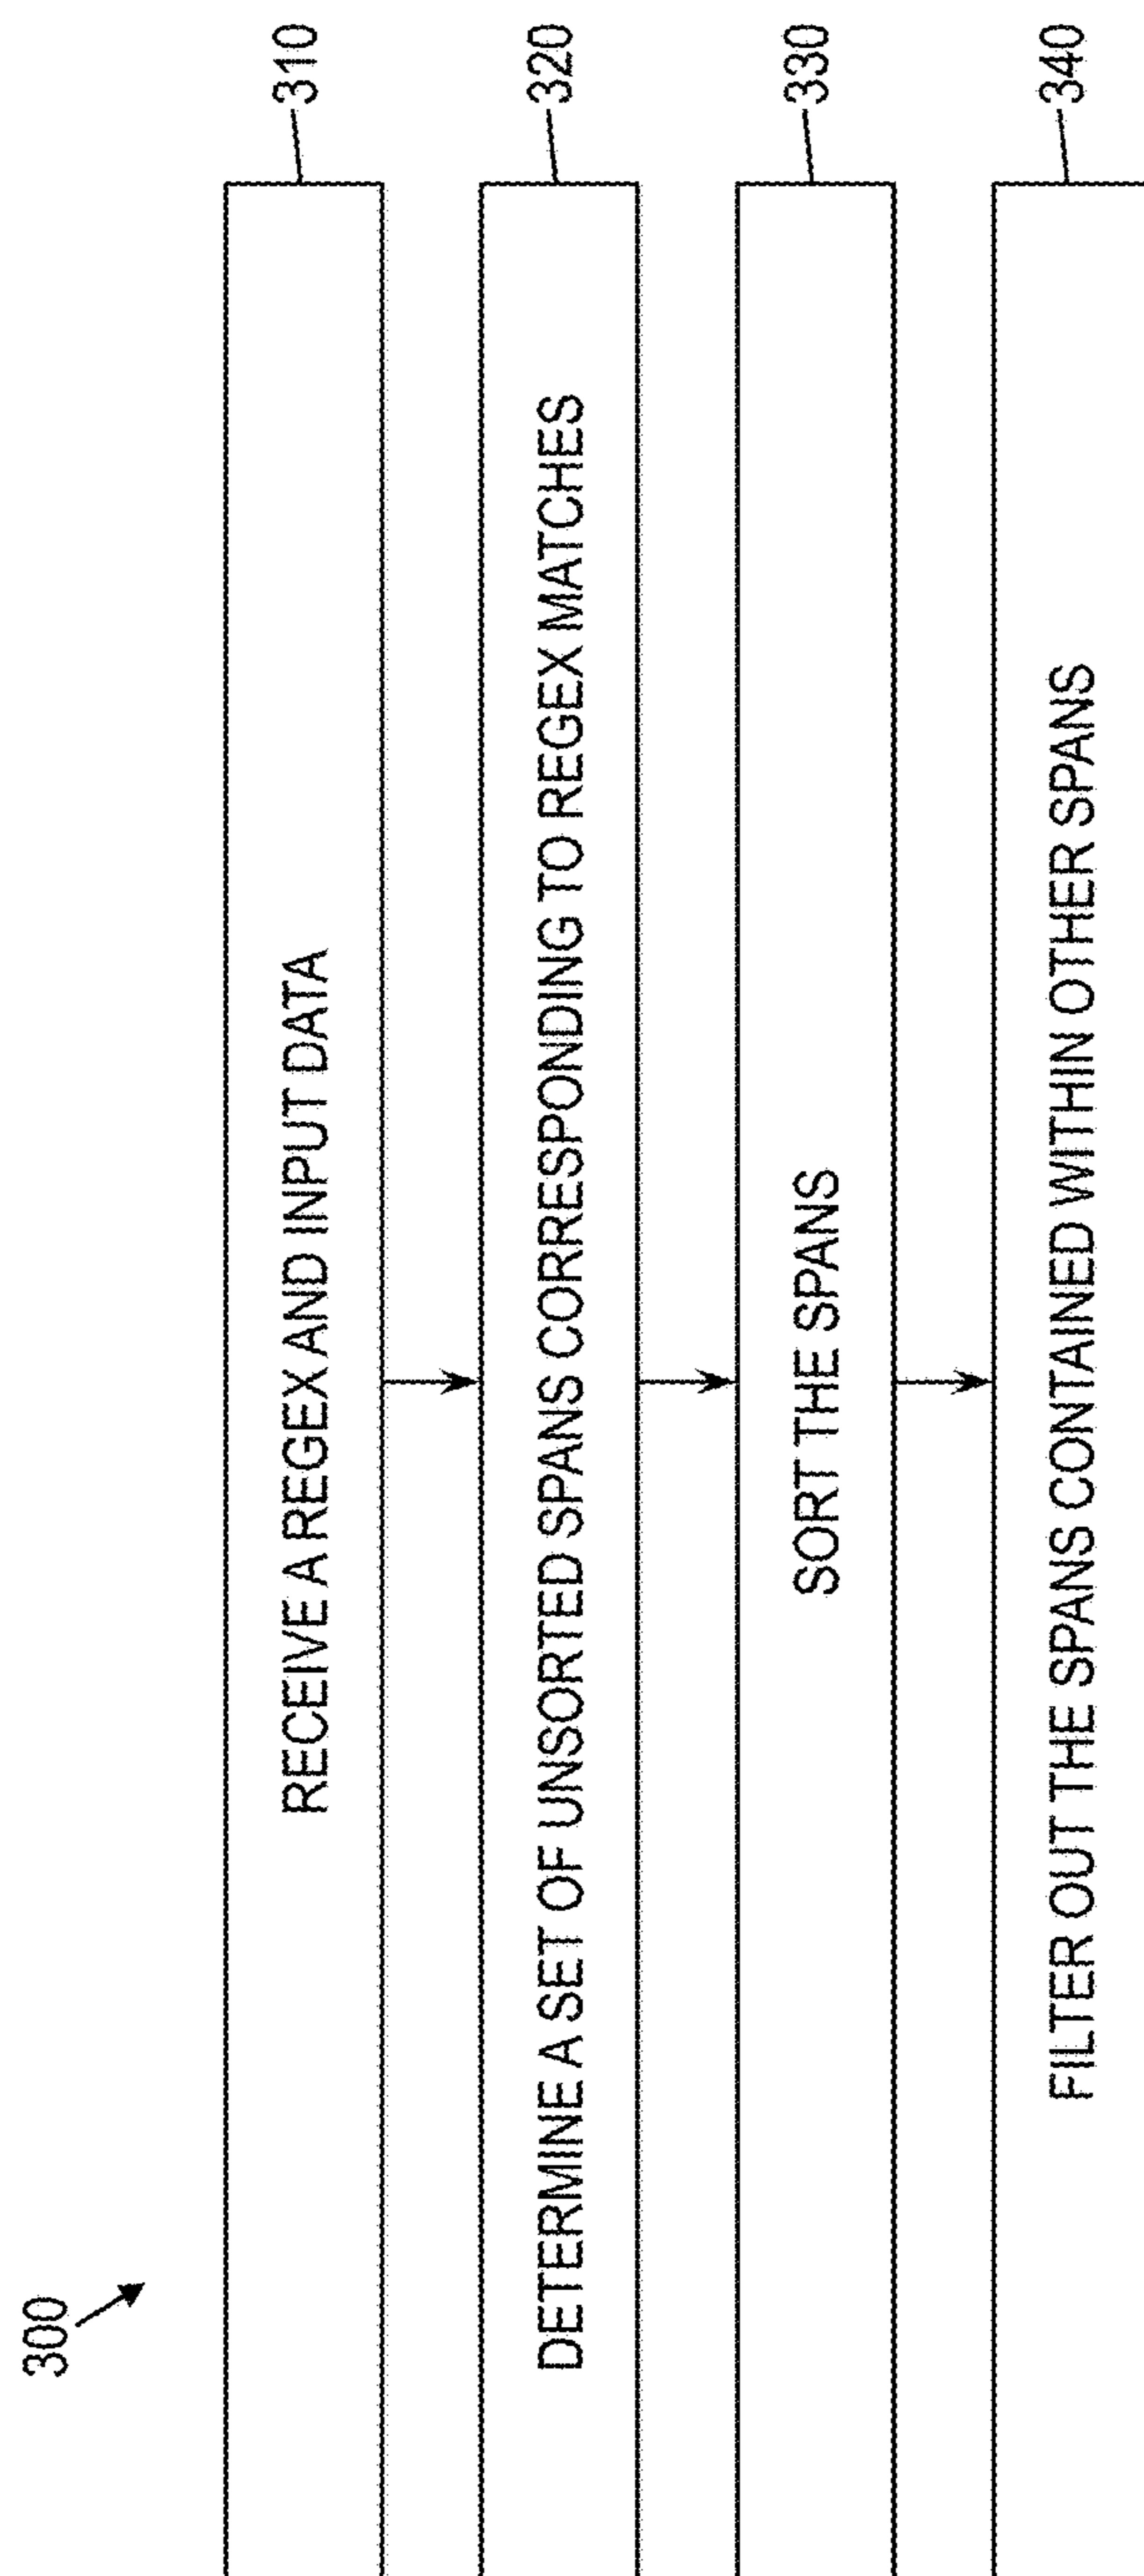 300
RECEIVE A REGEX AND INPUT DATA
310
DETERMINE A SET OF UNSORTED SPANS CORRESPONDING TO REGEX MATCHES
320
SORT THE SPANS
330
FILTER OUT THE SPANS CONTAINED WITHIN OTHER SPANS
340